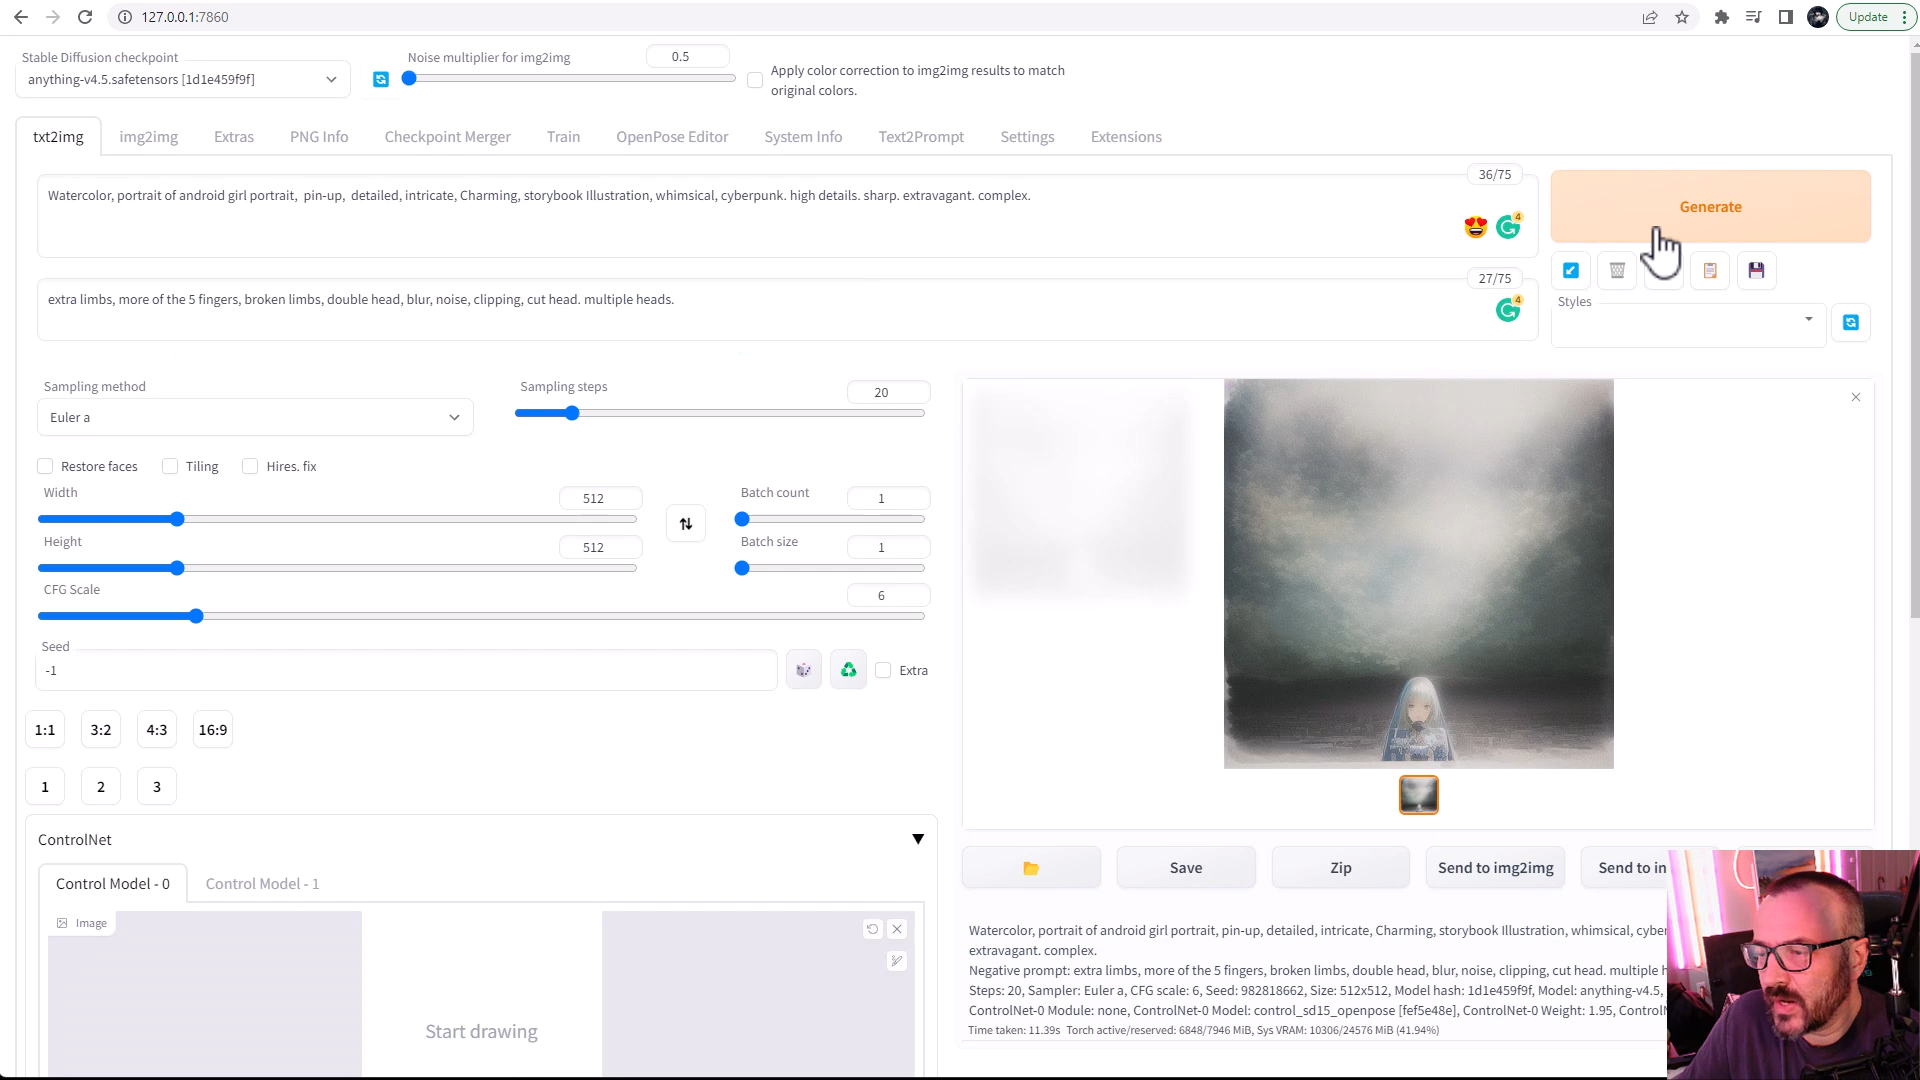 127.0.0.1:7860
Update
Stable Diffusion checkpoint
anything-v4.5.safetensors [1d1e459f9f]
Noise multiplier for img2img
0.5
Apply color correction to img2img results to match
original colors.
txt2img
img2img
Extras
PNG Info
Checkpoint Merger
Train
OpenPose Editor
System Info
Text2Prompt
Settings
Extensions
36/75
Watercolor, portrait of android girl portrait, pin-up, detailed, intricate, Charming, storybook Illustration, whimsical, cyberpunk. high details. sharp. extravagant. complex.
4
Generate
27/75
extra limbs, more of the 5 fingers, broken limbs, double head, blur, noise, clipping, cut head. multiple heads.
4
Styles
Sampling method
Euler a
Sampling steps
20
Restore faces
Tiling
Hires. fix
Width
512
Height
512
Batch count
1
Batch size
1
CFG Scale
6
Seed
-1
Extra
1:1
3:2
4:3
16:9
1
2
3
ControlNet
Control Model - 0
Control Model - 1
Image
Start drawing
Save
Zip
Send to img2img
Send to in
Watercolor, portrait of android girl portrait, pin-up, detailed, intricate, Charming, storybook Illustration, whimsical, cyber
extravagant. complex.
Negative prompt: extra limbs, more of the 5 fingers, broken limbs, double head, blur, noise, clipping, cut head. multiple h
Steps: 20, Sampler: Euler a, CFG scale: 6, Seed: 982818662, Size: 512x512, Model hash: 1d1e459f9f, Model: anything-v4.5,
ControlNet-0 Module: none, ControlNet-0 Model: control_sd15_openpose [fef5e48e], ControlNet-0 Weight: 1.95, Control
Time taken: 11.39s Torch active/reserved: 6848/7946 MiB, Sys VRAM: 10306/24576 MiB (41.94%)